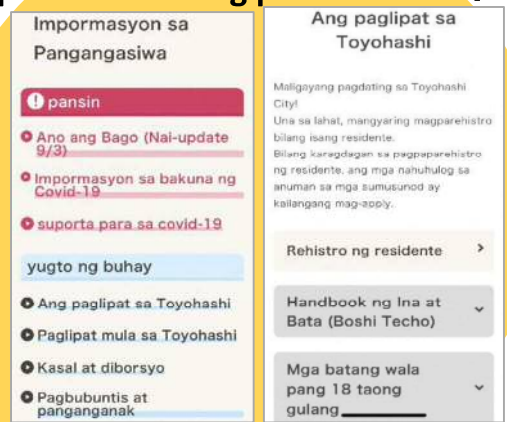 Impormasyon sa
Pangangasiwa
! pansin
Ano ang Bago (Nai-update
9/3)
Impormasyon sa bakuna ng
Covid-19
suporta para sa covid-19
yugto ng buhay
Ang paglipat sa Toyohashi
Paglipat mula sa Toyohashi
Kasal at diborsyo
Pagbubuntis at
panganganak
Ang paglipat sa
Toyohashi
Maligayang pagdating sa Toyohashi
City!
Una sa lahat, mangyaring magparehistro
bilang isang residente.
Bilang karagdagan sa pagpaparehistro
ng residente, ang mga nahuhulog sa
anuman sa mga sumusunod ay
kailangang mag-apply.
Rehistro ng residente
Handbook ng Ina at
Bata (Boshi Techo)
Mga batang wala
pang 18 taong
gulang